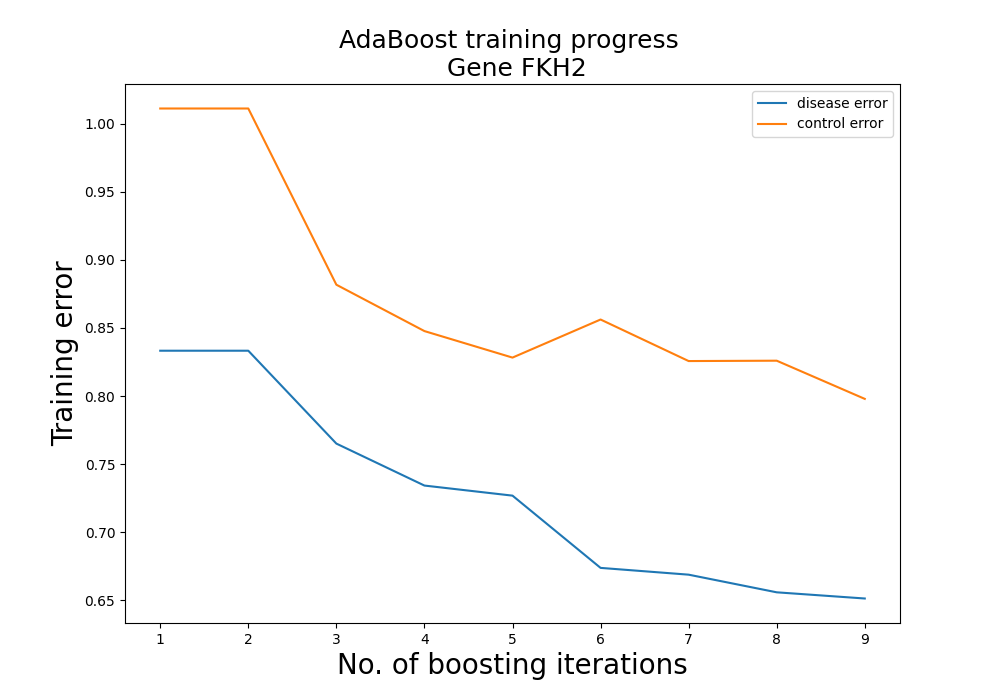 AdaBoost training progress
Gene FKH2
disease error
control error
Training error
1.00
0.95
0.90
0.85
0.80
0.75
0.70
0.65
1 2 3 4 5 6 7 8 9
No. of boosting iterations